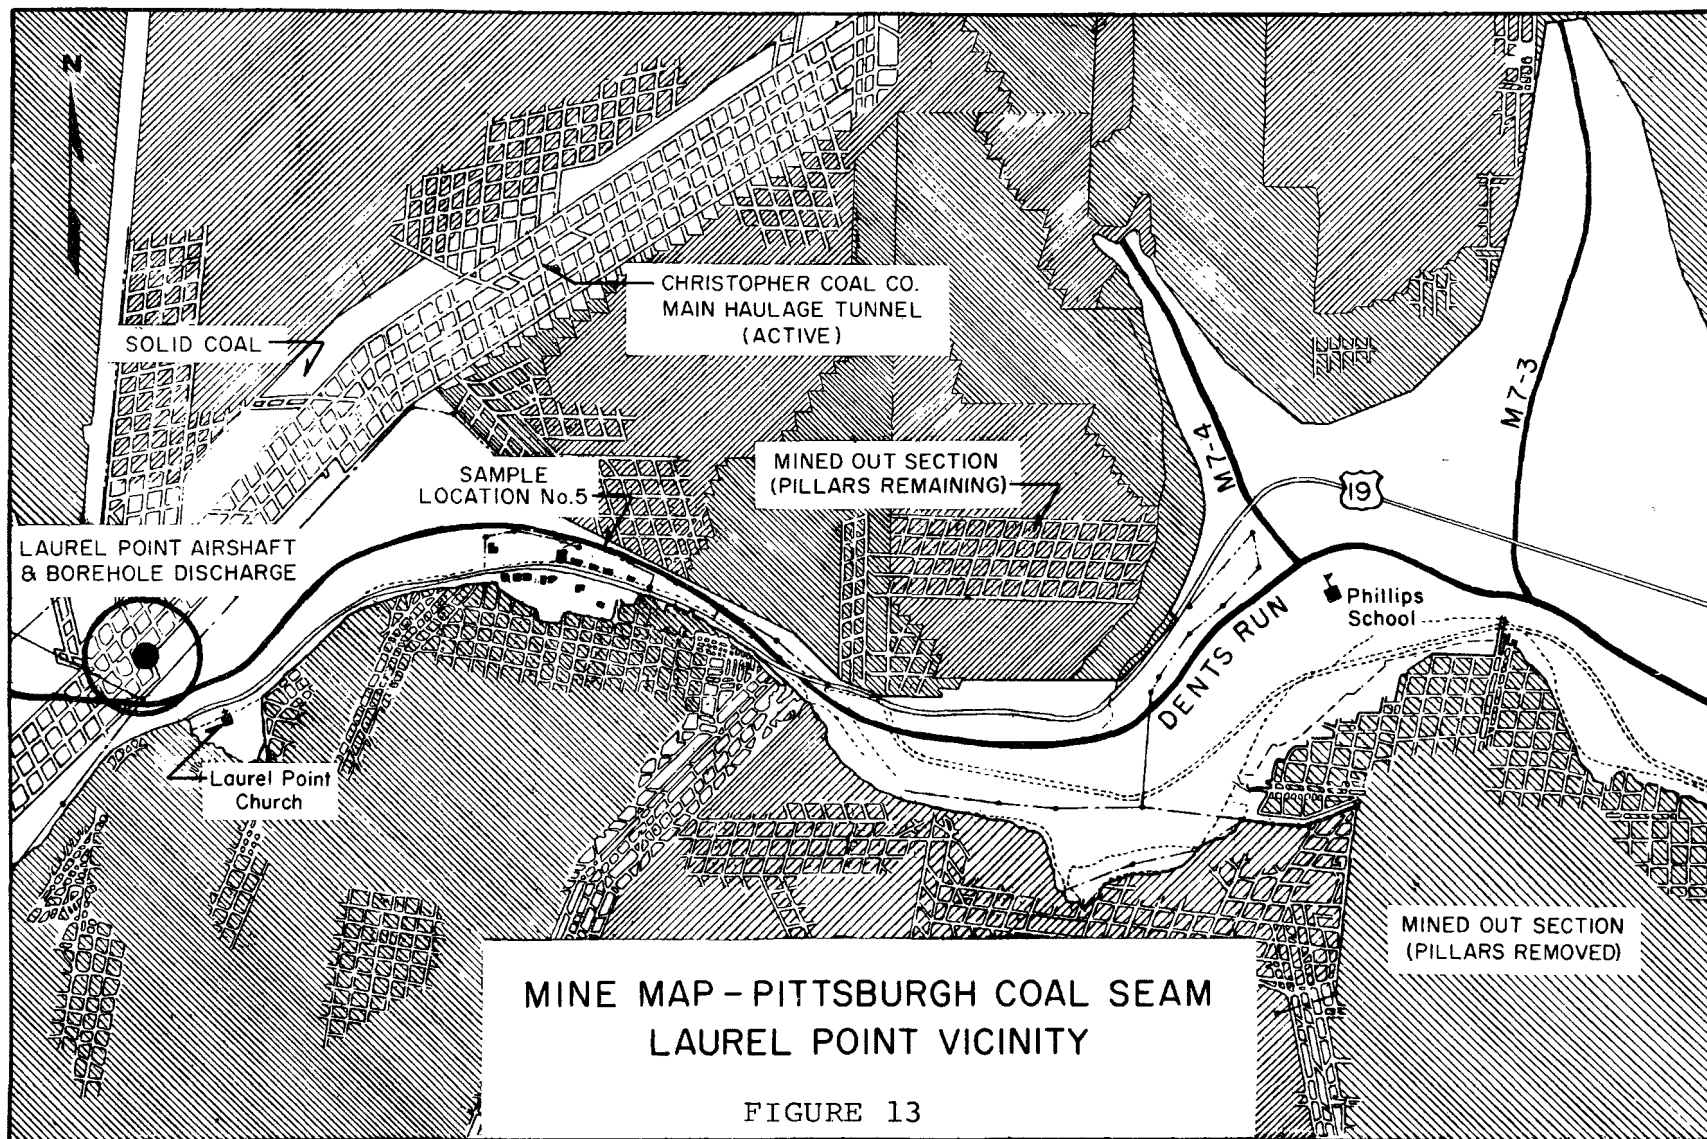 N
CHRISTOPHER COAL CO.
MAIN HAULAGE TUNNEL
(ACTIVE)
SOLID COAL
SAMPLE
LOCATION No.5
MINED OUT SECTION
(PILLARS REMAINING)
M7-4
M7-3
19
LAUREL POINT AIRSHAFT
& BOREHOLE DISCHARGE
Phillips
School
DENTS RUN
Laurel Point
Church
MINED OUT SECTION
(PILLARS REMOVED)
MINE MAP - PITTSBURGH COAL SEAM
LAUREL POINT VICINITY
FIGURE 13